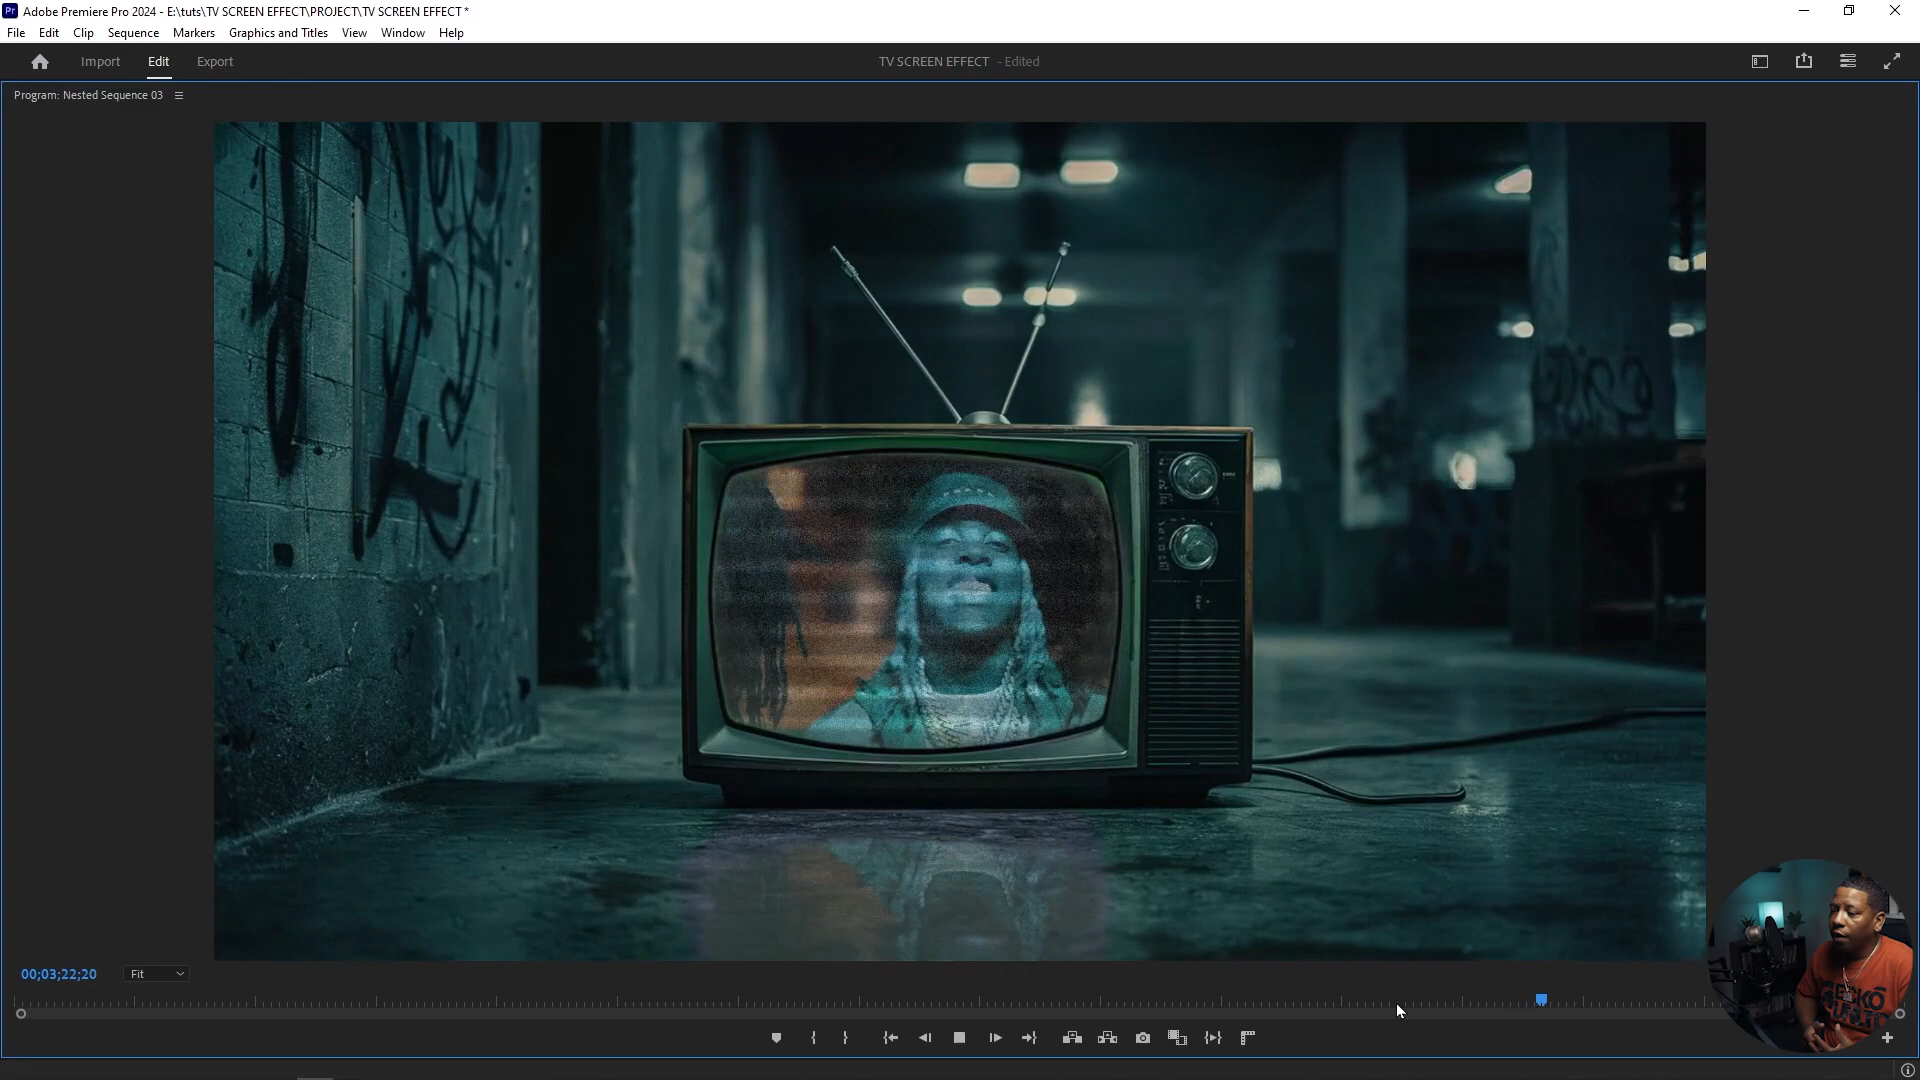 Pr Adobe Premiere Pro 2024 - E:\tuts\TV SCREEN EFFECT\PROJECT\TV SCREEN EFFECT *
File Edit Clip Sequence Markers Graphics and Titles View Window Help
Import Edit Export TV SCREEN EFFECT - Edited
Program: Nested Sequence 03
00;03;22;20 Fit